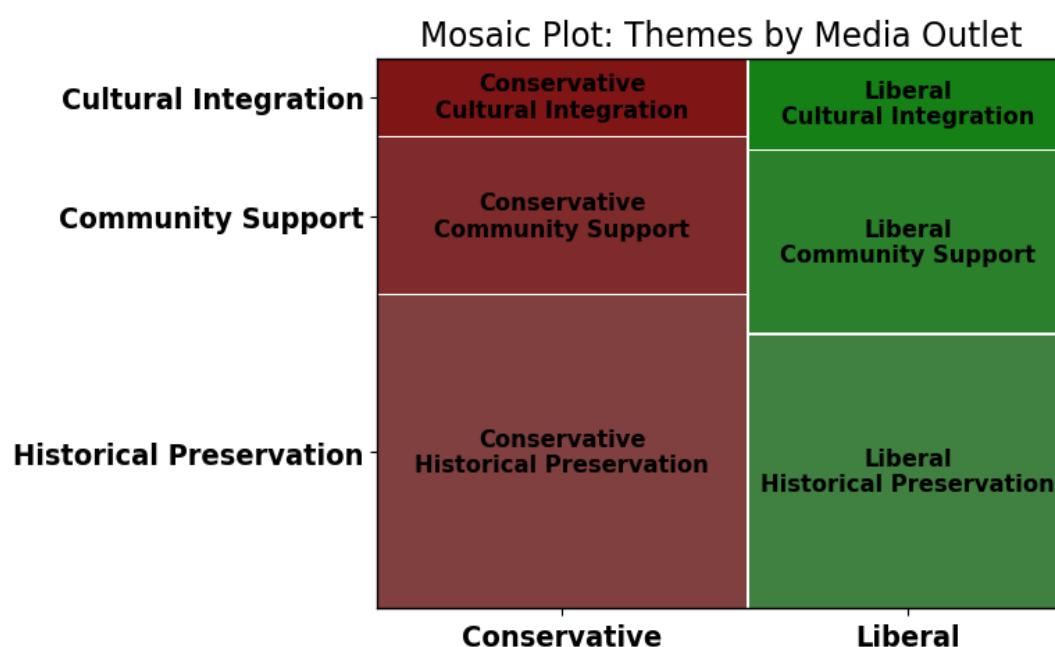 Mosaic Plot: Themes by Media Outlet
Cultural Integration
Conservative
Cultural Integration
Liberal
Cultural Integration
Community Support
Conservative
Community Support
Liberal
Community Support
Historical Preservation
Conservative
Historical Preservation
Liberal
Historical Preservation
Conservative
Liberal